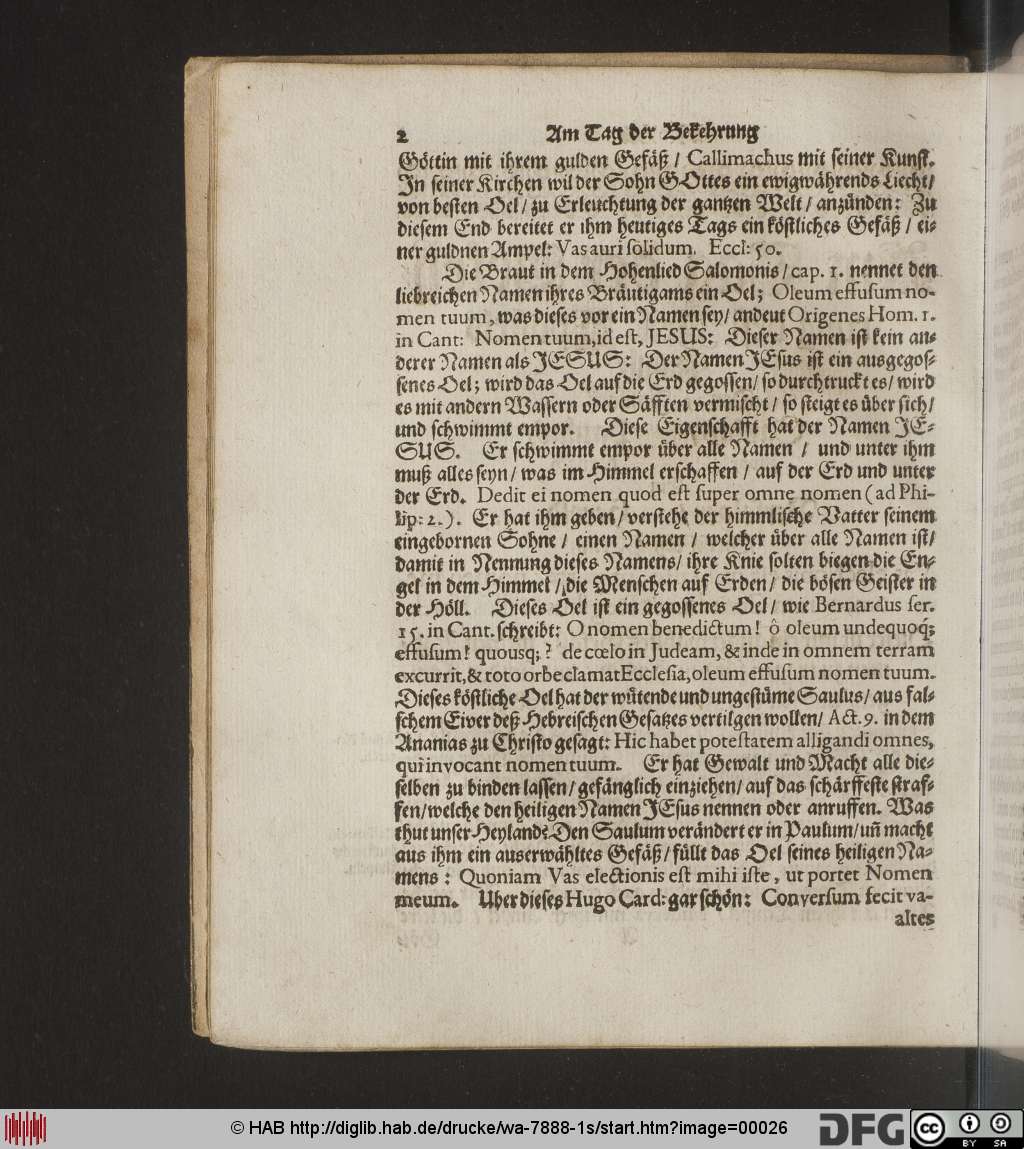 2 Am Tag der Bekehrung
Göttin mit ihrem gulden Gefäß / Callimachus mit seiner Kunst.
In seiner Kirchen wil der Sohn GOttes ein ewigwährends Liecht/
von besten Oel / zu Erleuchtung der gantzen Welt / anzünden: Zu
diesem End bereitet er ihm heutiges Tags ein köstliches Gefäß / ei-
ner guldnen Ampel: Vas auri solidum. Eccl: 50.
Die Braut in dem Hohenlied Salomonis / cap. 1. nennet den
liebreichen Namen ihres Bräutigams ein Oel; Oleum effusum no-
men tuum, was dieses vor ein Namen sey/ andeut Origenes Hom. 1.
in Cant: Nomen tuum, id est, JESUS: Dieser Namen ist kein an-
derer Namen als JESUS: Der Namen JEsus ist ein ausgegos-
senes Oel; wird das Oel auf die Erd gegossen/ so durchtruckt es/ wird
es mit andern Wassern oder Säfften vermischt / so steigt es über sich/
und schwimmt empor. Diese Eigenschafft hat der Namen JE-
SUS. Er schwimmt empor über alle Namen / und unter ihm
muß alles seyn / was im Himmel erschaffen / auf der Erd und unter
der Erd. Dedit ei nomen quod est super omne nomen (ad Phi-
lip: 2.). Er hat ihm geben / verstehe der himmlische Vatter seinem
eingebornen Sohne / einen Namen / welcher über alle Namen ist/
damit in Nennung dieses Namens / ihre Knie solten biegen die En-
gel in dem Himmel / die Menschen auf Erden / die bösen Geister in
der Höll. Dieses Oel ist ein gegossenes Oel / wie Bernardus ser.
15. in Cant. schreibt: O nomen benedictum! ô oleum undequoq;
effusum! quousq; ? de cœlo in Judeam, & inde in omnem terram
excurrit, & toto orbe clamat Ecclesia, oleum effusum nomen tuum.
Dieses köstliche Oel hat der wütende und ungestüme Saulus / aus fal-
schem Eiver deß Hebreischen Gesatzes vertilgen wollen / Act. 9. in dem
Ananias zu Christo gesagt: Hic habet potestatem alligandi omnes,
qui invocant nomen tuum. Er hat Gewalt und Macht alle die-
selben zu binden lassen / gefänglich einziehen / auf das schärffeste straf-
fen / welche den heiligen Namen JEsus nennen oder anruffen. Was
thut unser Heyland? Den Saulum verändert er in Paulum / uñ macht
aus ihm ein auserwähltes Gefäß / füllt das Oel seines heiligen Na-
mens : Quoniam Vas electionis est mihi iste, ut portet Nomen
meum. Uber dieses Hugo Card: gar schön: Conversum fecit va-
altes
© HAB http://diglib.hab.de/drucke/wa-7888-1s/start.htm?image=00026
DFG
cc BY SA